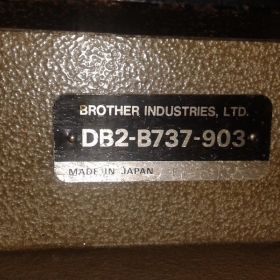 BROTHER INDUSTRIES, LTD.
DB2-B737-903
MADE IN JAPAN